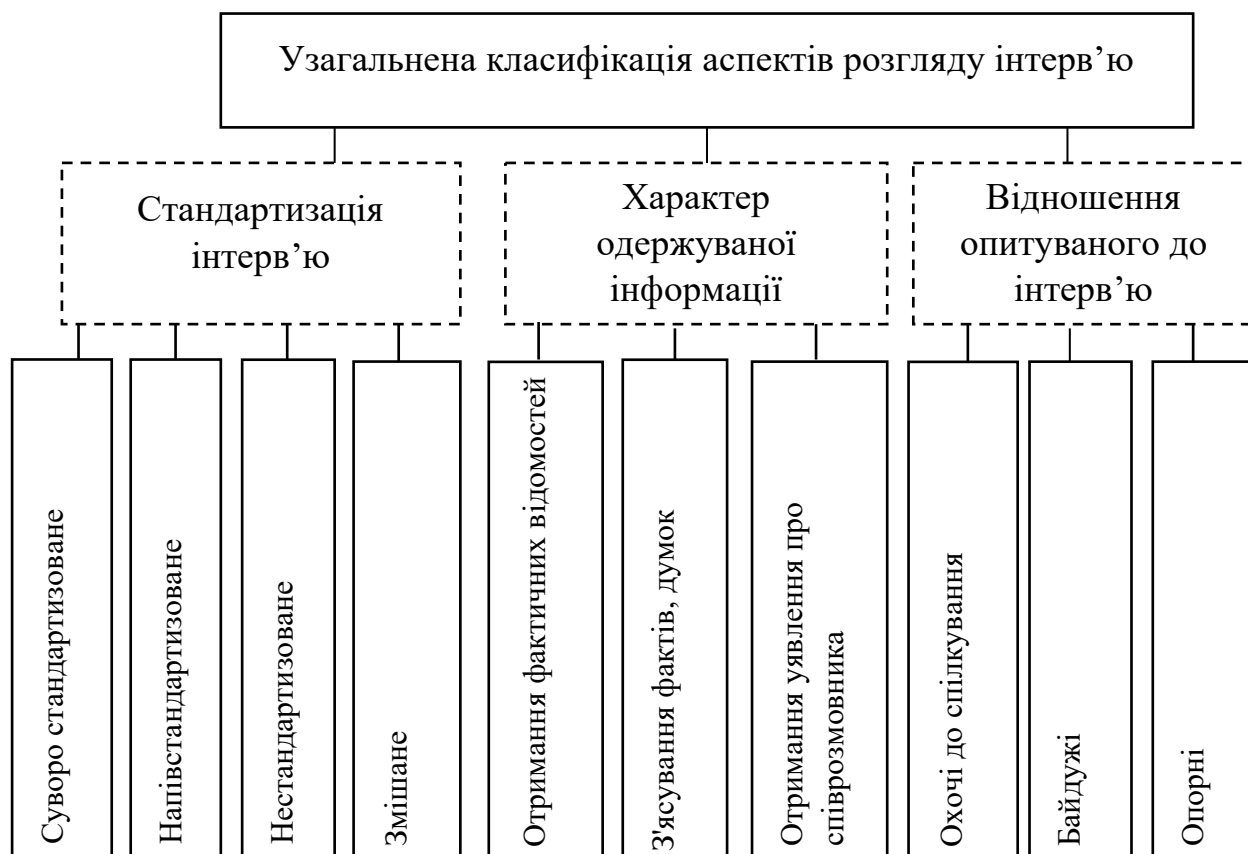 Узагальнена класифікація аспектів розгляду інтерв’ю
Стандартизація
інтерв’ю
Характер
одержуваної
інформації
Відношення
опитуваного до
інтерв’ю
Суворо стандартизоване
Напівстандартизоване
Нестандартизоване
Змішане
Отримання фактичних відомостей
З'ясування фактів, думок
Отримання уявлення про
співрозмовника
Охочі до спілкування
Байдужі
Опорні